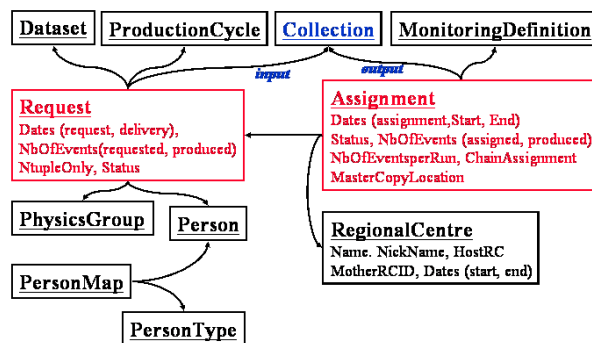 Dataset
ProductionCycle
Collection
MonitoringDefinition
input
output
Request
Dates (request, delivery),
NbOfEvents(requested, produced)
NtupleOnly, Status
Assignment
Dates (assignment,Start, End)
Status, NbOfEvents (assigned, produced)
NbOfEventsperRun, ChainAssignment
MasterCopyLocation
PhysicsGroup
Person
RegionalCentre
Name. NickName, HostRC
MotherRCID, Dates (start, end)
PersonMap
PersonType